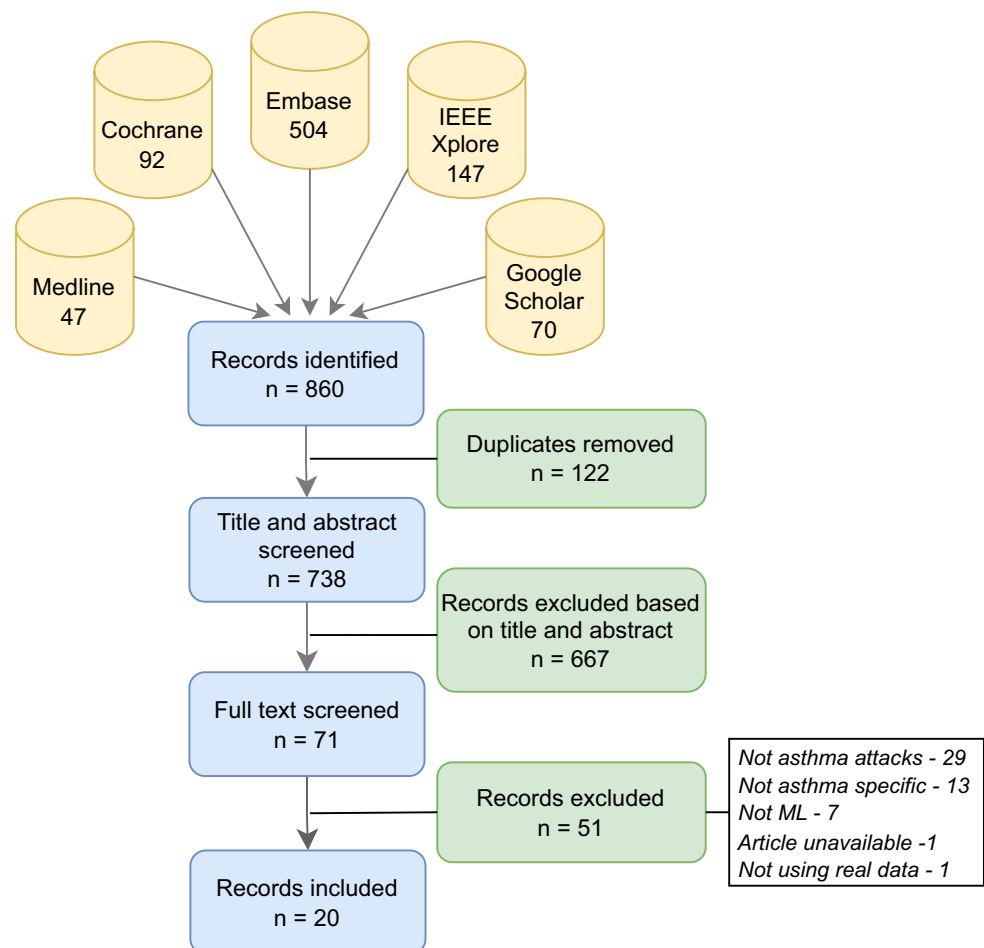 Embase
504
Cochrane
92
IEEE
Xplore
147
Medline
47
Google
Scholar
70
Records identified
n = 860
Duplicates removed
n = 122
Title and abstract
screened
n = 738
Records excluded based
on title and abstract
n = 667
Full text screened
n = 71
Records excluded
n = 51
Not asthma attacks - 29
Not asthma specific - 13
Not ML - 7
Article unavailable -1
Not using real data - 1
Records included
n = 20